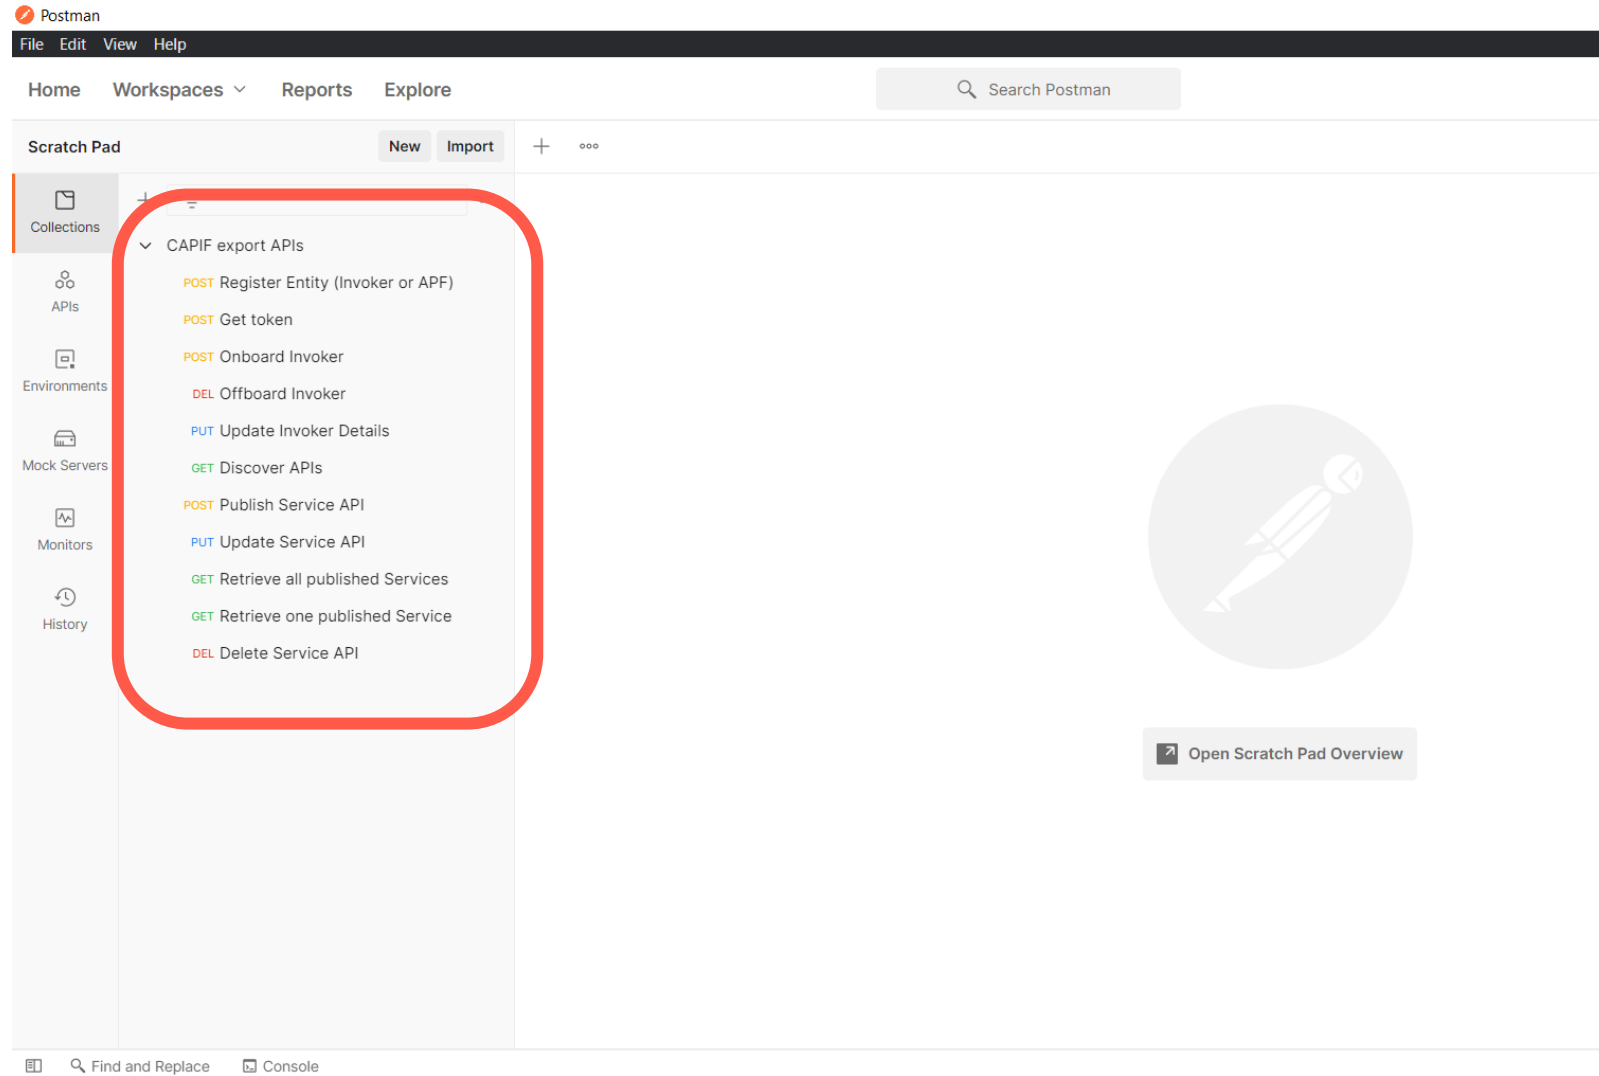 Postman
File Edit View Help
Home Workspaces Reports Explore Search Postman
Scratch Pad New Import
Collections
APIs
Environments
Mock Servers
Monitors
History
CAPIF export APIs
POST Register Entity (Invoker or APF)
POST Get token
POST Onboard Invoker
DEL Offboard Invoker
PUT Update Invoker Details
GET Discover APIs
POST Publish Service API
PUT Update Service API
GET Retrieve all published Services
GET Retrieve one published Service
DEL Delete Service API
Open Scratch Pad Overview
Find and Replace Console